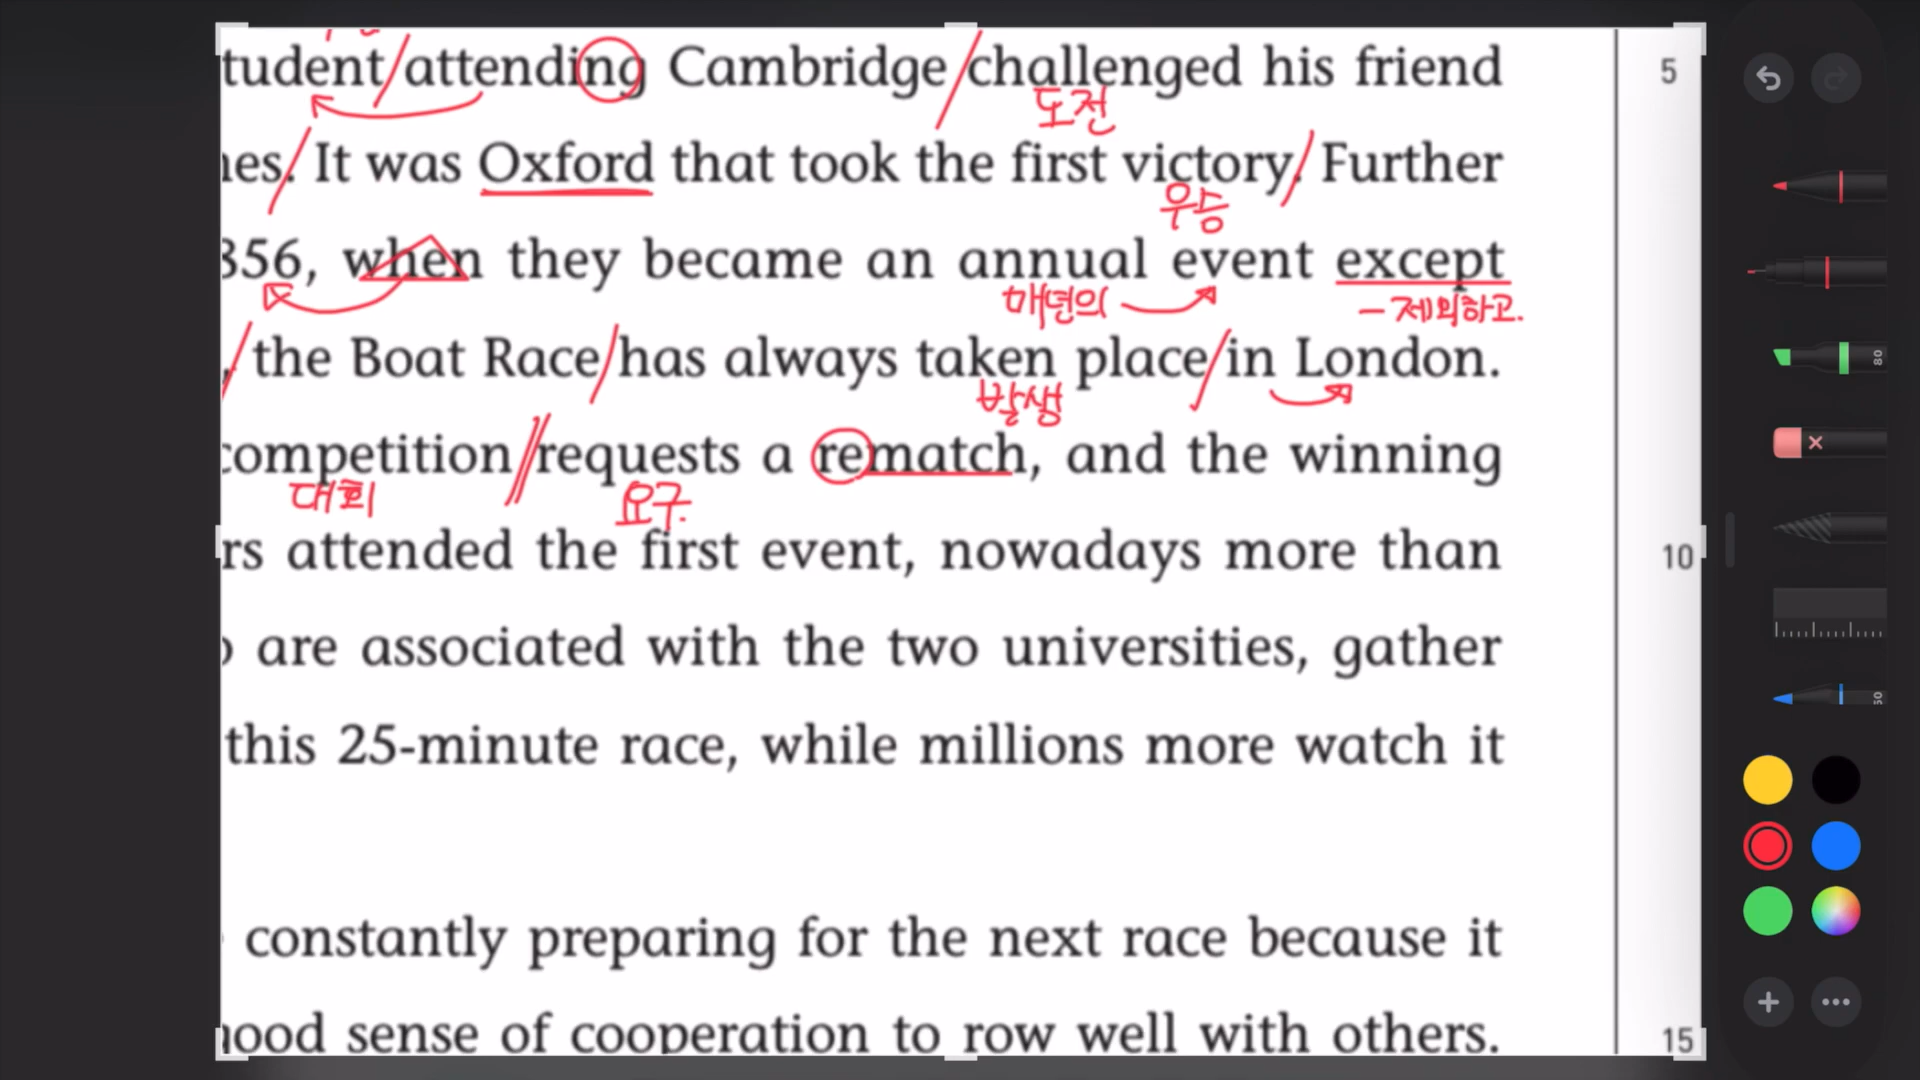 tudent attending Cambridge challenged his friend 5
도전
nes. It was Oxford that took the first victory. Further
우승
856, when they became an annual event except
매년의 -제외하고.
, the Boat Race has always taken place in London.
발생
competition requests a rematch, and the winning
대회 요구.
rs attended the first event, nowadays more than 10
o are associated with the two universities, gather
this 25-minute race, while millions more watch it
constantly preparing for the next race because it
ood sense of cooperation to row well with others. 15
80
50